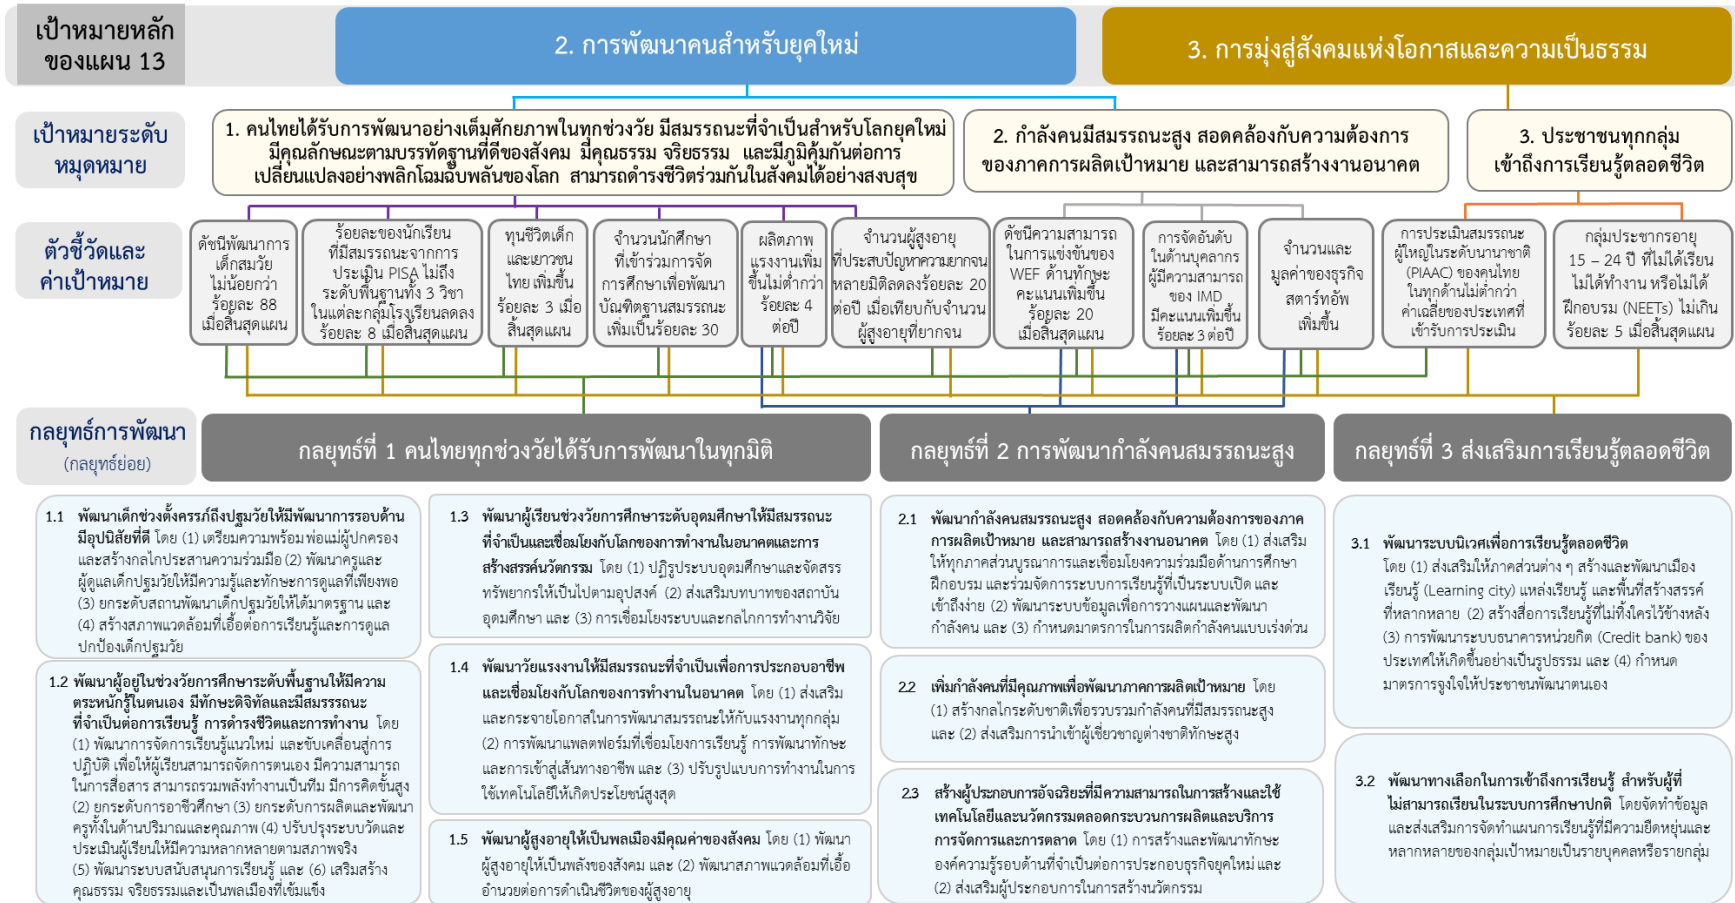 เป้าหมายหลัก
ของแผน 13
2. การพัฒนาคนสำหรับยุคใหม่
3. การมุ่งสู่สังคมแห่งโอกาสและความเป็นธรรม
เป้าหมายระดับ
หมุดหมาย
1. คนไทยได้รับการพัฒนาอย่างเต็มศักยภาพในทุกช่วงวัย มีสมรรถนะที่จำเป็นสำหรับโลกยุคใหม่
มีคุณลักษณะตามบรรทัดฐานที่ดีของสังคม มีคุณธรรม จริยธรรม และมีภูมิคุ้มกันต่อการ
เปลี่ยนแปลงอย่างพลิกโฉมฉับพลันของโลก สามารถดำรงชีวิตร่วมกันในสังคมได้อย่างสงบสุข
2. กำลังคนมีสมรรถนะสูง สอดคล้องกับความต้องการ
ของภาคการผลิตเป้าหมาย และสามารถสร้างงานอนาคต
3. ประชาชนทุกกลุ่ม
เข้าถึงการเรียนรู้ตลอดชีวิต
ตัวชี้วัดและ
ค่าเป้าหมาย
ดัชนีพัฒนาการ
เด็กสมวัย
ไม่น้อยกว่า
ร้อยละ 88
เมื่อสิ้นสุดแผน
ร้อยละของนักเรียน
ที่มีสมรรถนะจากการ
ประเมิน PISA ไม่ถึง
ระดับพื้นฐานทั้ง 3 วิชา
ในแต่ละกลุ่มโรงเรียนลดลง
ร้อยละ 8 เมื่อสิ้นสุดแผน
ทุนชีวิตเด็ก
และเยาวชน
ไทย เพิ่มขึ้น
ร้อยละ 3 เมื่อ
สิ้นสุดแผน
จำนวนนักศึกษา
ที่เข้าร่วมการจัด
การศึกษาเพื่อพัฒนา
บัณฑิตฐานสมรรถนะ
เพิ่มเป็นร้อยละ 30
ผลิตภาพ
แรงงานเพิ่ม
ขึ้นไม่ต่ำกว่า
ร้อยละ 4
ต่อปี
จำนวนผู้สูงอายุ
ที่ประสบปัญหาความยากจน
หลายมิติลดลงร้อยละ 20
ต่อปี เมื่อเทียบกับจำนวน
ผู้สูงอายุที่ยากจน
ดัชนีความสามารถ
ในการแข่งขันของ
WEF ด้านทักษะ
คะแนนเพิ่มขึ้น
ร้อยละ 20
เมื่อสิ้นสุดแผน
การจัดอันดับ
ในด้านบุคลากร
ผู้มีความสามารถ
ของ IMD
มีคะแนนเพิ่มขึ้น
ร้อยละ 3 ต่อปี
จำนวนและ
มูลค่าของธุรกิจ
สตาร์ทอัพ
เพิ่มขึ้น
การประเมินสมรรถนะ
ผู้ใหญ่ในระดับนานาชาติ
(PIAAC) ของคนไทย
ในทุกด้านไม่ต่ำกว่า
ค่าเฉลี่ยของประเทศที่
เข้ารับการประเมิน
กลุ่มประชากรอายุ
15 – 24 ปี ที่ไม่ได้เรียน
ไม่ได้ทำงาน หรือไม่ได้
ฝึกอบรม (NEETs) ไม่เกิน
ร้อยละ 5 เมื่อสิ้นสุดแผน
กลยุทธ์การพัฒนา
(กลยุทธ์ย่อย)
กลยุทธ์ที่ 1 คนไทยทุกช่วงวัยได้รับการพัฒนาในทุกมิติ
กลยุทธ์ที่ 2 การพัฒนากำลังคนสมรรถนะสูง
กลยุทธ์ที่ 3 ส่งเสริมการเรียนรู้ตลอดชีวิต
1.1 พัฒนาเด็กช่วงตั้งครรภ์ถึงปฐมวัยให้มีพัฒนาการรอบด้าน
มีอุปนิสัยที่ดี โดย (1) เตรียมความพร้อมพ่อแม่ผู้ปกครอง
และสร้างกลไกประสานความร่วมมือ (2) พัฒนาครูและ
ผู้ดูแลเด็กปฐมวัยให้มีความรู้และทักษะการดูแลที่เพียงพอ
(3) ยกระดับสถานพัฒนาเด็กปฐมวัยให้ได้มาตรฐาน และ
(4) สร้างสภาพแวดล้อมที่เอื้อต่อการเรียนรู้และการดูแล
ปกป้องเด็กปฐมวัย
1.2 พัฒนาผู้อยู่ในช่วงวัยการศึกษาระดับพื้นฐานให้มีความ
ตระหนักรู้ในตนเอง มีทักษะดิจิทัลและมีสมรรรถนะ
ที่จำเป็นต่อการเรียนรู้ การดำรงชีวิตและการทำงาน โดย
(1) พัฒนาการจัดการเรียนรู้แนวใหม่ และขับเคลื่อนสู่การ
ปฏิบัติ เพื่อให้ผู้เรียนสามารถจัดการตนเอง มีความสามารถ
ในการสื่อสาร สามารถรวมพลังทำงานเป็นทีม มีการคิดขั้นสูง
(2) ยกระดับการอาชีวศึกษา (3) ยกระดับการผลิตและพัฒนา
ครูทั้งในด้านปริมาณและคุณภาพ (4) ปรับปรุงระบบวัดและ
ประเมินผู้เรียนให้มีความหลากหลายตามสภาพจริง
(5) พัฒนาระบบสนับสนุนการเรียนรู้ และ (6) เสริมสร้าง
คุณธรรม จริยธรรมและเป็นพลเมืองที่เข้มแข็ง
1.3 พัฒนาผู้เรียนช่วงวัยการศึกษาระดับอุดมศึกษาให้มีสมรรถนะ
ที่จำเป็นและเชื่อมโยงกับโลกของการทำงานในอนาคตและการ
สร้างสรรค์นวัตกรรม โดย (1) ปฏิรูประบบอุดมศึกษาและจัดสรร
ทรัพยากรให้เป็นไปตามอุปสงค์ (2) ส่งเสริมบทบาทของสถาบัน
อุดมศึกษา และ (3) การเชื่อมโยงระบบและกลไกการทำงานวิจัย
1.4 พัฒนาวัยแรงงานให้มีสมรรถนะที่จำเป็นเพื่อการประกอบอาชีพ
และเชื่อมโยงกับโลกของการทำงานในอนาคต โดย (1) ส่งเสริม
และกระจายโอกาสในการพัฒนาสมรรถนะให้กับแรงงานทุกกลุ่ม
(2) การพัฒนาแพลตฟอร์มที่เชื่อมโยงการเรียนรู้ การพัฒนาทักษะ
และการเข้าสู่เส้นทางอาชีพ และ (3) ปรับรูปแบบการทำงานในการ
ใช้เทคโนโลยีให้เกิดประโยชน์สูงสุด
1.5 พัฒนาผู้สูงอายุให้เป็นพลเมืองมีคุณค่าของสังคม โดย (1) พัฒนา
ผู้สูงอายุให้เป็นพลังของสังคม และ (2) พัฒนาสภาพแวดล้อมที่เอื้อ
อำนวยต่อการดำเนินชีวิตของผู้สูงอายุ
2.1 พัฒนากำลังคนสมรรถนะสูง สอดคล้องกับความต้องการของภาค
การผลิตเป้าหมาย และสามารถสร้างงานอนาคต โดย (1) ส่งเสริม
ให้ทุกภาคส่วนบูรณาการและเชื่อมโยงความร่วมมือด้านการศึกษา
ฝึกอบรม และร่วมจัดการระบบการเรียนรู้ที่เป็นระบบเปิด และ
เข้าถึงง่าย (2) พัฒนาระบบข้อมูลเพื่อการวางแผนและพัฒนา
กำลังคน และ (3) กำหนดมาตรการในการผลิตกำลังคนแบบเร่งด่วน
2.2 เพิ่มกำลังคนที่มีคุณภาพเพื่อพัฒนาภาคการผลิตเป้าหมาย โดย
(1) สร้างกลไกระดับชาติเพื่อรวบรวมกำลังคนที่มีสมรรถนะสูง
และ (2) ส่งเสริมการนำเข้าผู้เชี่ยวชาญต่างชาติทักษะสูง
2.3 สร้างผู้ประกอบการอัจฉริยะที่มีความสามารถในการสร้างและใช้
เทคโนโลยีและนวัตกรรมตลอดกระบวนการผลิตและบริการ
การจัดการและการตลาด โดย (1) การสร้างและพัฒนาทักษะ
องค์ความรู้รอบด้านที่จำเป็นต่อการประกอบธุรกิจยุคใหม่ และ
(2) ส่งเสริมผู้ประกอบการในการสร้างนวัตกรรม
3.1 พัฒนาระบบนิเวศเพื่อการเรียนรู้ตลอดชีวิต
โดย (1) ส่งเสริมให้ภาคส่วนต่าง ๆ สร้างและพัฒนาเมือง
เรียนรู้ (Learning city) แหล่งเรียนรู้ และพื้นที่สร้างสรรค์
ที่หลากหลาย (2) สร้างสื่อการเรียนรู้ที่ไม่ทิ้งใครไว้ข้างหลัง
(3) การพัฒนาระบบธนาคารหน่วยกิต (Credit bank) ของ
ประเทศให้เกิดขึ้นอย่างเป็นรูปธรรม และ (4) กำหนด
มาตรการจูงใจให้ประชาชนพัฒนาตนเอง
3.2 พัฒนาทางเลือกในการเข้าถึงการเรียนรู้ สำหรับผู้ที่
ไม่สามารถเรียนในระบบการศึกษาปกติ โดยจัดทำข้อมูล
และส่งเสริมการจัดทำแผนการเรียนรู้ที่มีความยืดหยุ่นและ
หลากหลายของกลุ่มเป้าหมายเป็นรายบุคคลหรือรายกลุ่ม